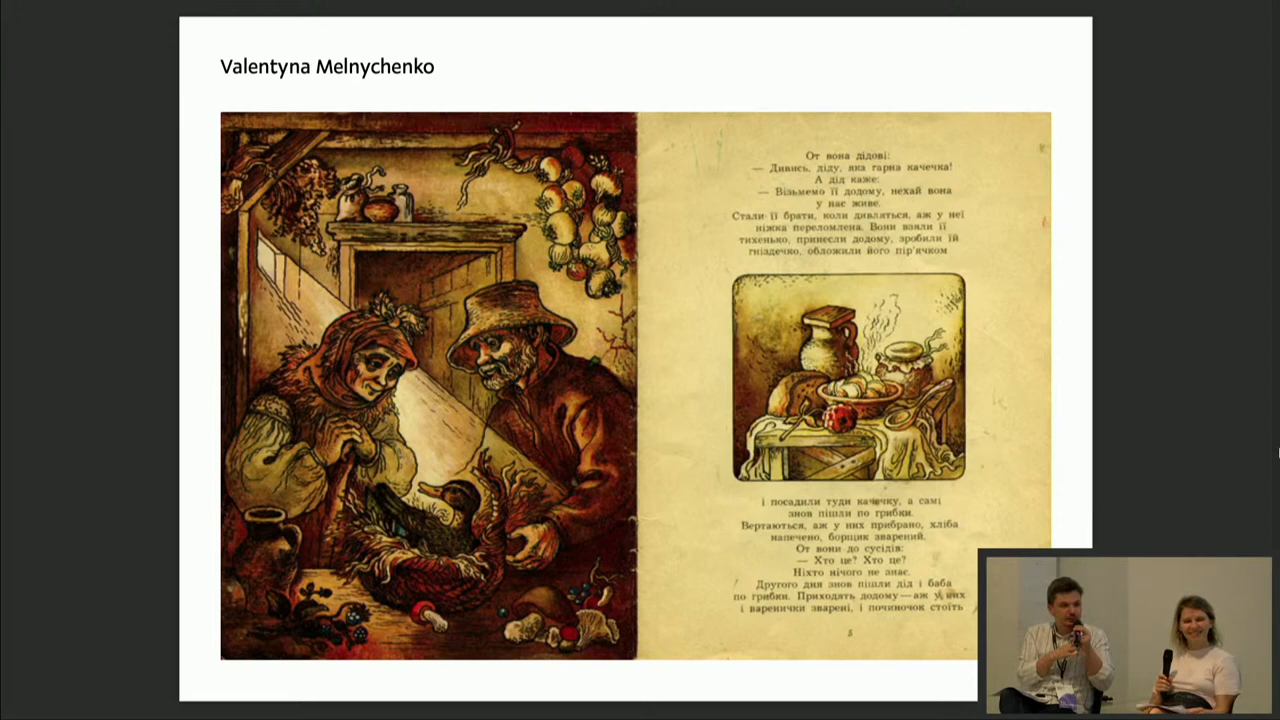 Valentyna Melnychenko
От вона дідові:
— Дивись, діду, яка гарна качечка!
А дід каже:
— Візьмемо її додому, нехай вона
у нас живе.
Стали її брати, коли дивляться, аж у неї
ніжка переломлена. Вони взяли її
тихенько, принесли додому, зробили їй
гніздечко, обложили його пір'ячком
і посадили туди качечку, а самі
знов пішли по грибки.
Вертаються, аж у них прибрано, хліба
напечено, борщик зварений.
От вони до сусідів:
— Хто це? Хто це?
Ніхто нічого не знає.
Другого дня знов пішли дід і баба
по грибки. Приходять додому — аж у них
і варенички зварені, і починочок стоїть
5